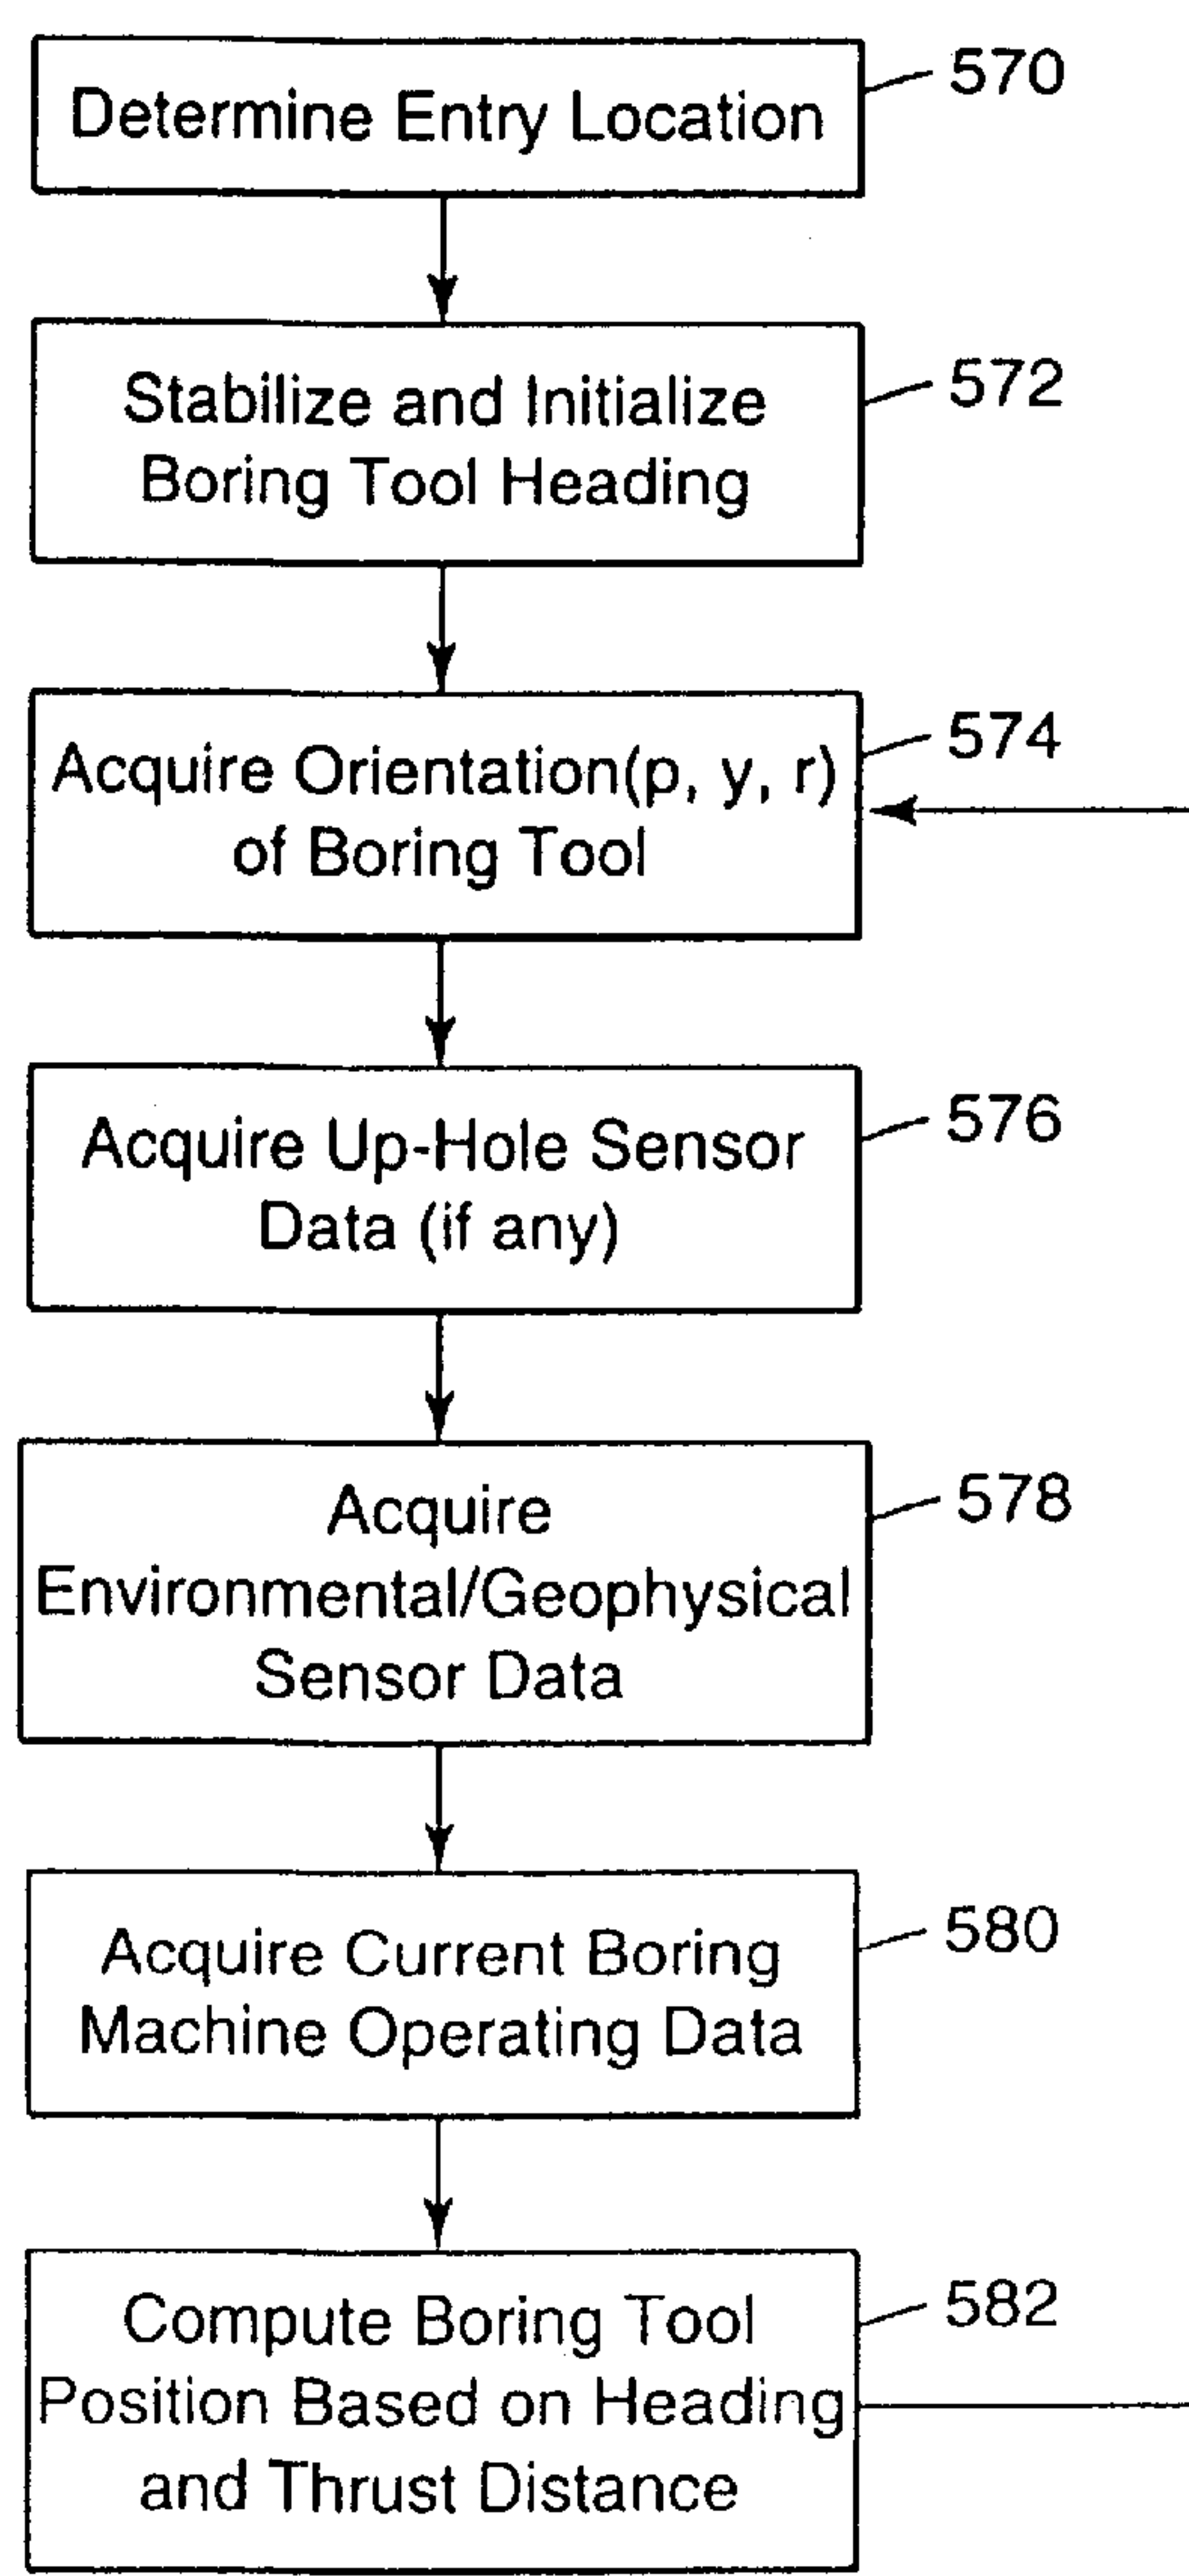 Determine Entry Location
570
Stabilize and Initialize
Boring Tool Heading
572
Acquire Orientation(p, y, r)
of Boring Tool
574
Acquire Up-Hole Sensor
Data (if any)
576
Acquire
Environmental/Geophysical
Sensor Data
578
Acquire Current Boring
Machine Operating Data
580
Compute Boring Tool
Position Based on Heading
and Thrust Distance
582